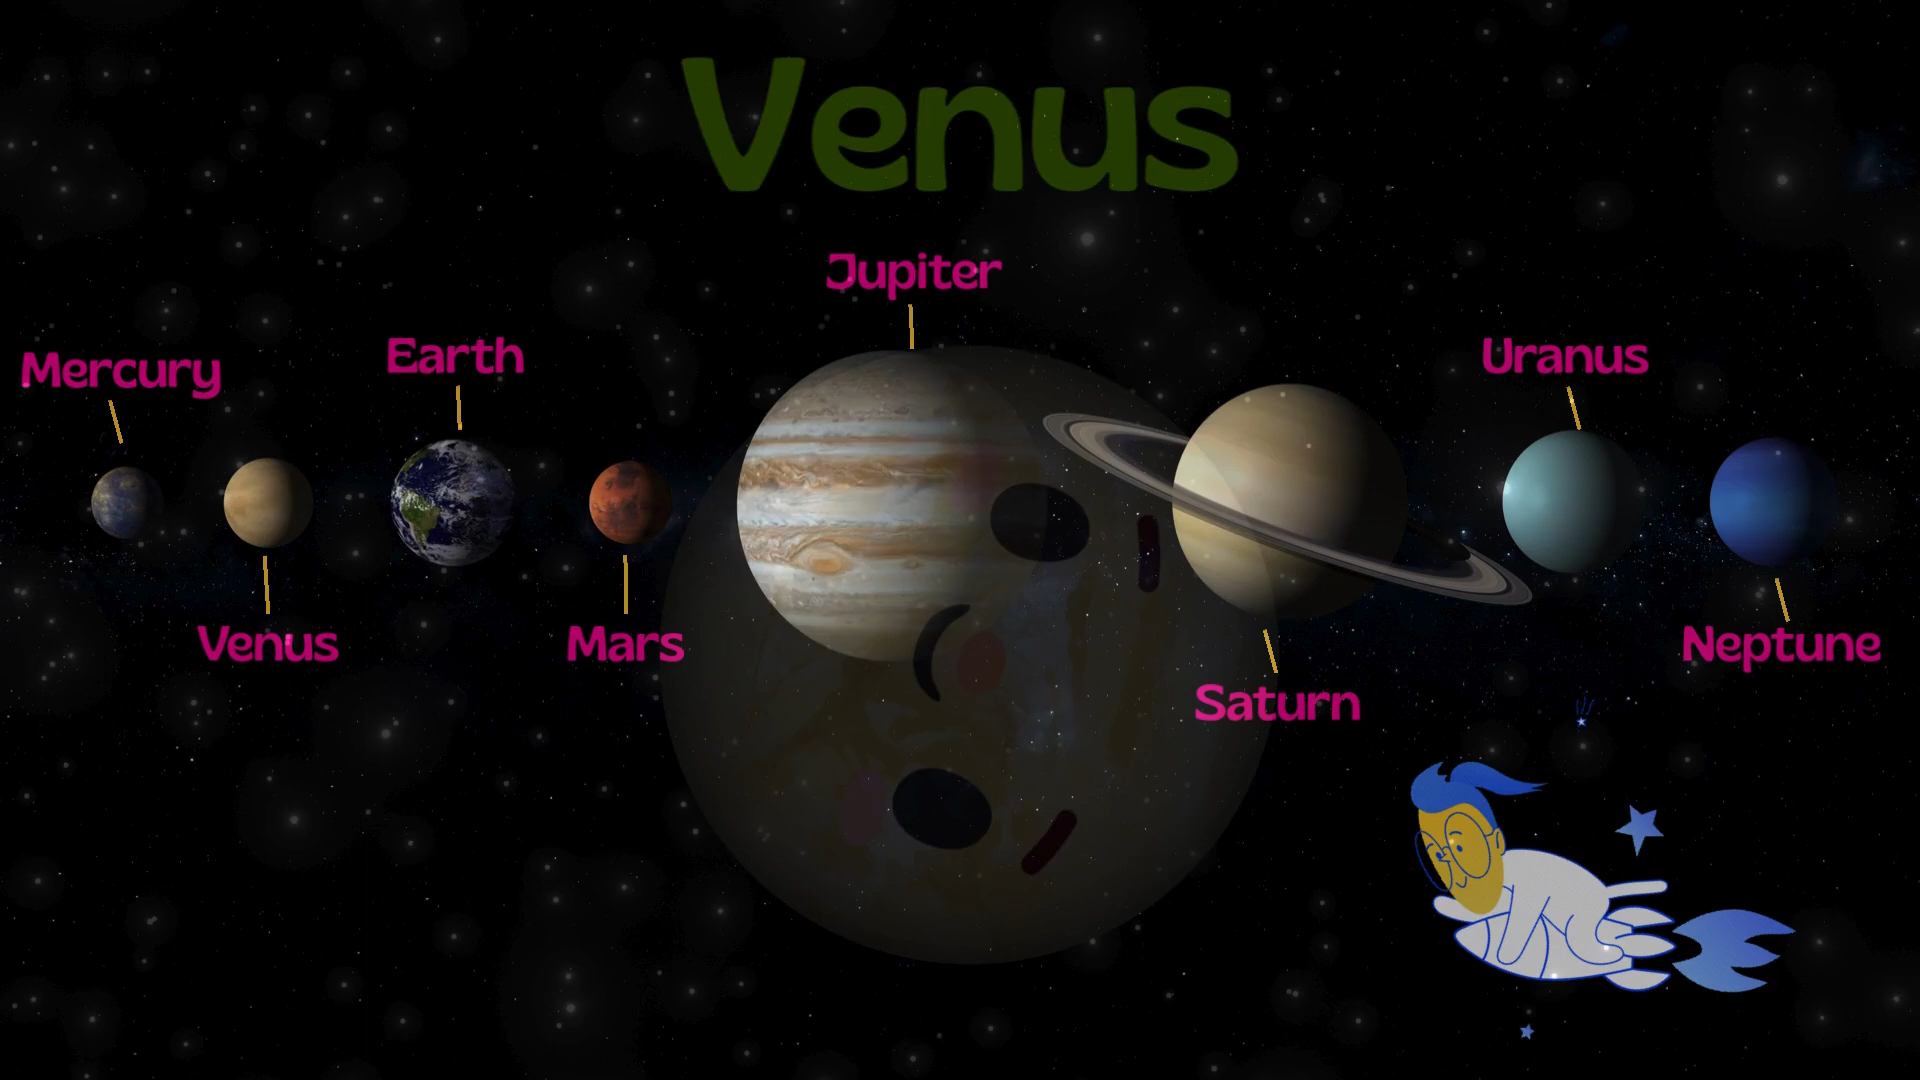 Venus
Jupiter
Earth
Uranus
Mercury
Venus
Mars
Neptune
Saturn